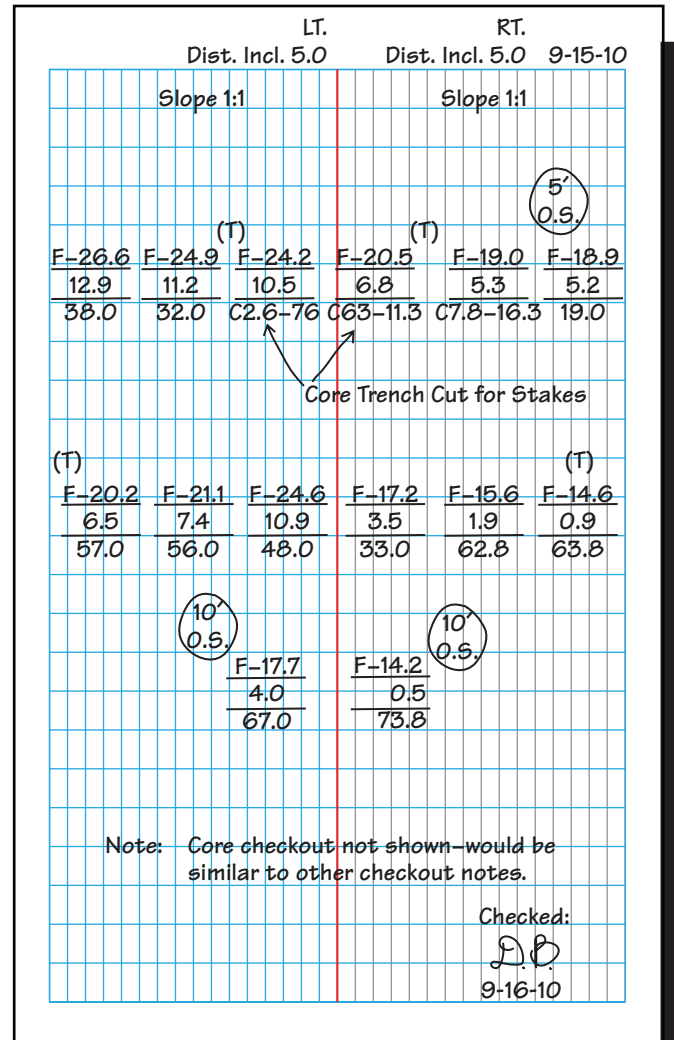 LT. RT.
Dist. Incl. 5.0 Dist. Incl. 5.0 9-15-10
Slope 1:1 Slope 1:1
5′
O.S.
(T) (T)
F–26.6 F–24.9 F–24.2 F–20.5 F–19.0 F–18.9
12.9 11.2 10.5 6.8 5.3 5.2
38.0 32.0 C2.6–76 C63–11.3 C7.8–16.3 19.0
Core Trench Cut for Stakes
(T) (T)
F–20.2 F–21.1 F–24.6 F–17.2 F–15.6 F–14.6
6.5 7.4 10.9 3.5 1.9 0.9
57.0 56.0 48.0 33.0 62.8 63.8
10′ 10′
O.S. O.S.
F–17.7 F–14.2
4.0 0.5
67.0 73.8
Note: Core checkout not shown–would be
similar to other checkout notes.
Checked:
D.B.
9-16-10